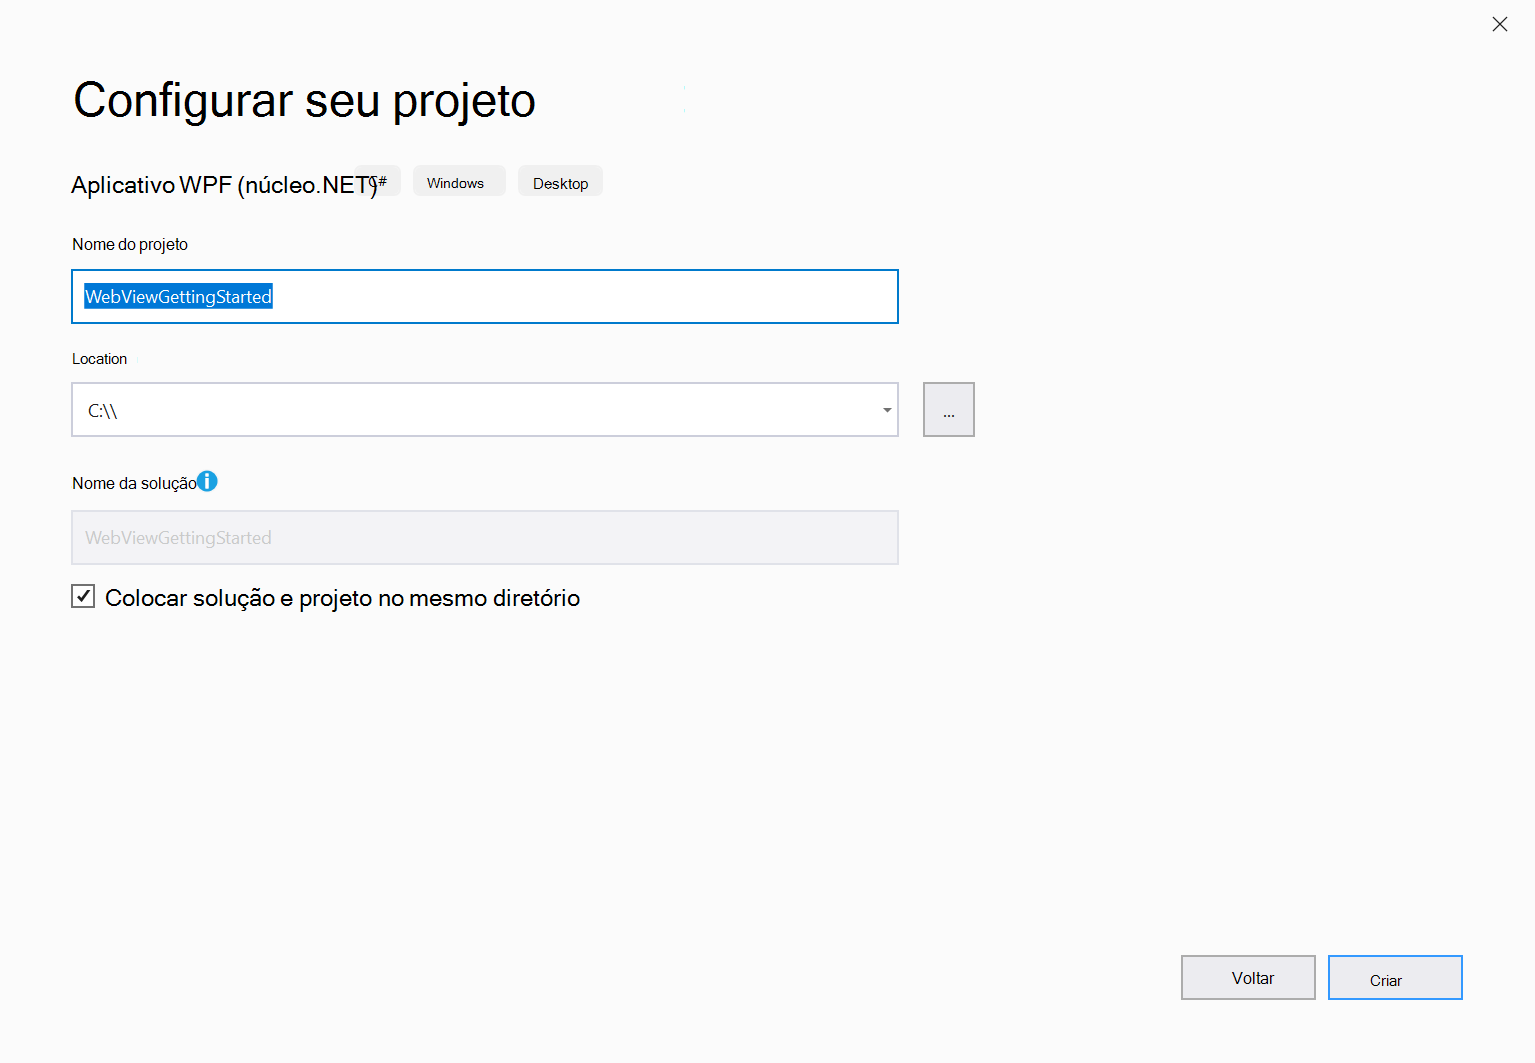 Configurar seu projeto
Aplicativo WPF (núcleo.NET) C# Windows Desktop
Nome do projeto
WebViewGettingStarted
Location
C:\\
...
Nome da solução
WebViewGettingStarted
Colocar solução e projeto no mesmo diretório
Voltar Criar